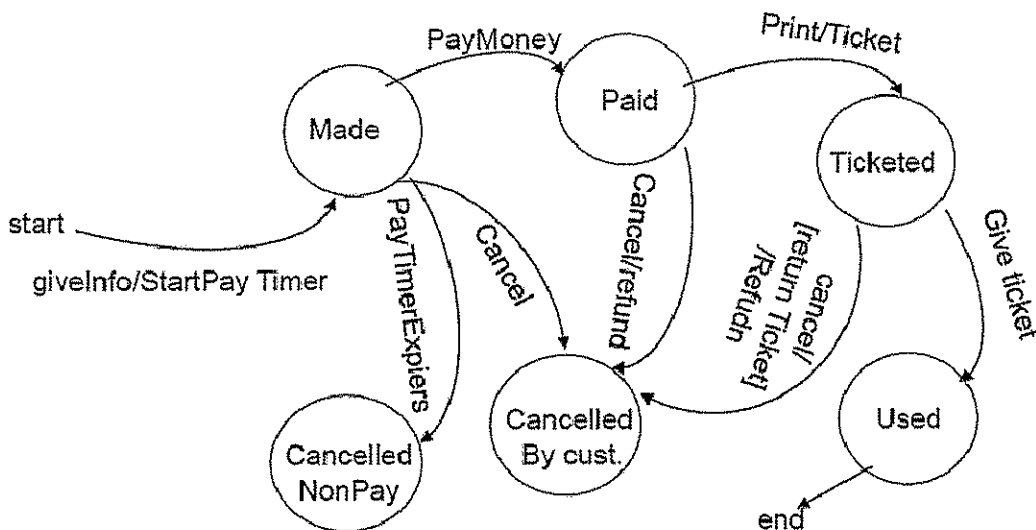 PayMoney
Print/Ticket
Made
Paid
Ticketed
start
giveInfo/StartPay Timer
PayTimerExpiers
Cancel
Cancel/refund
cancel/
[return Ticket]
/Refudn
Give ticket
Cancelled
NonPay
Cancelled
By cust.
Used
end